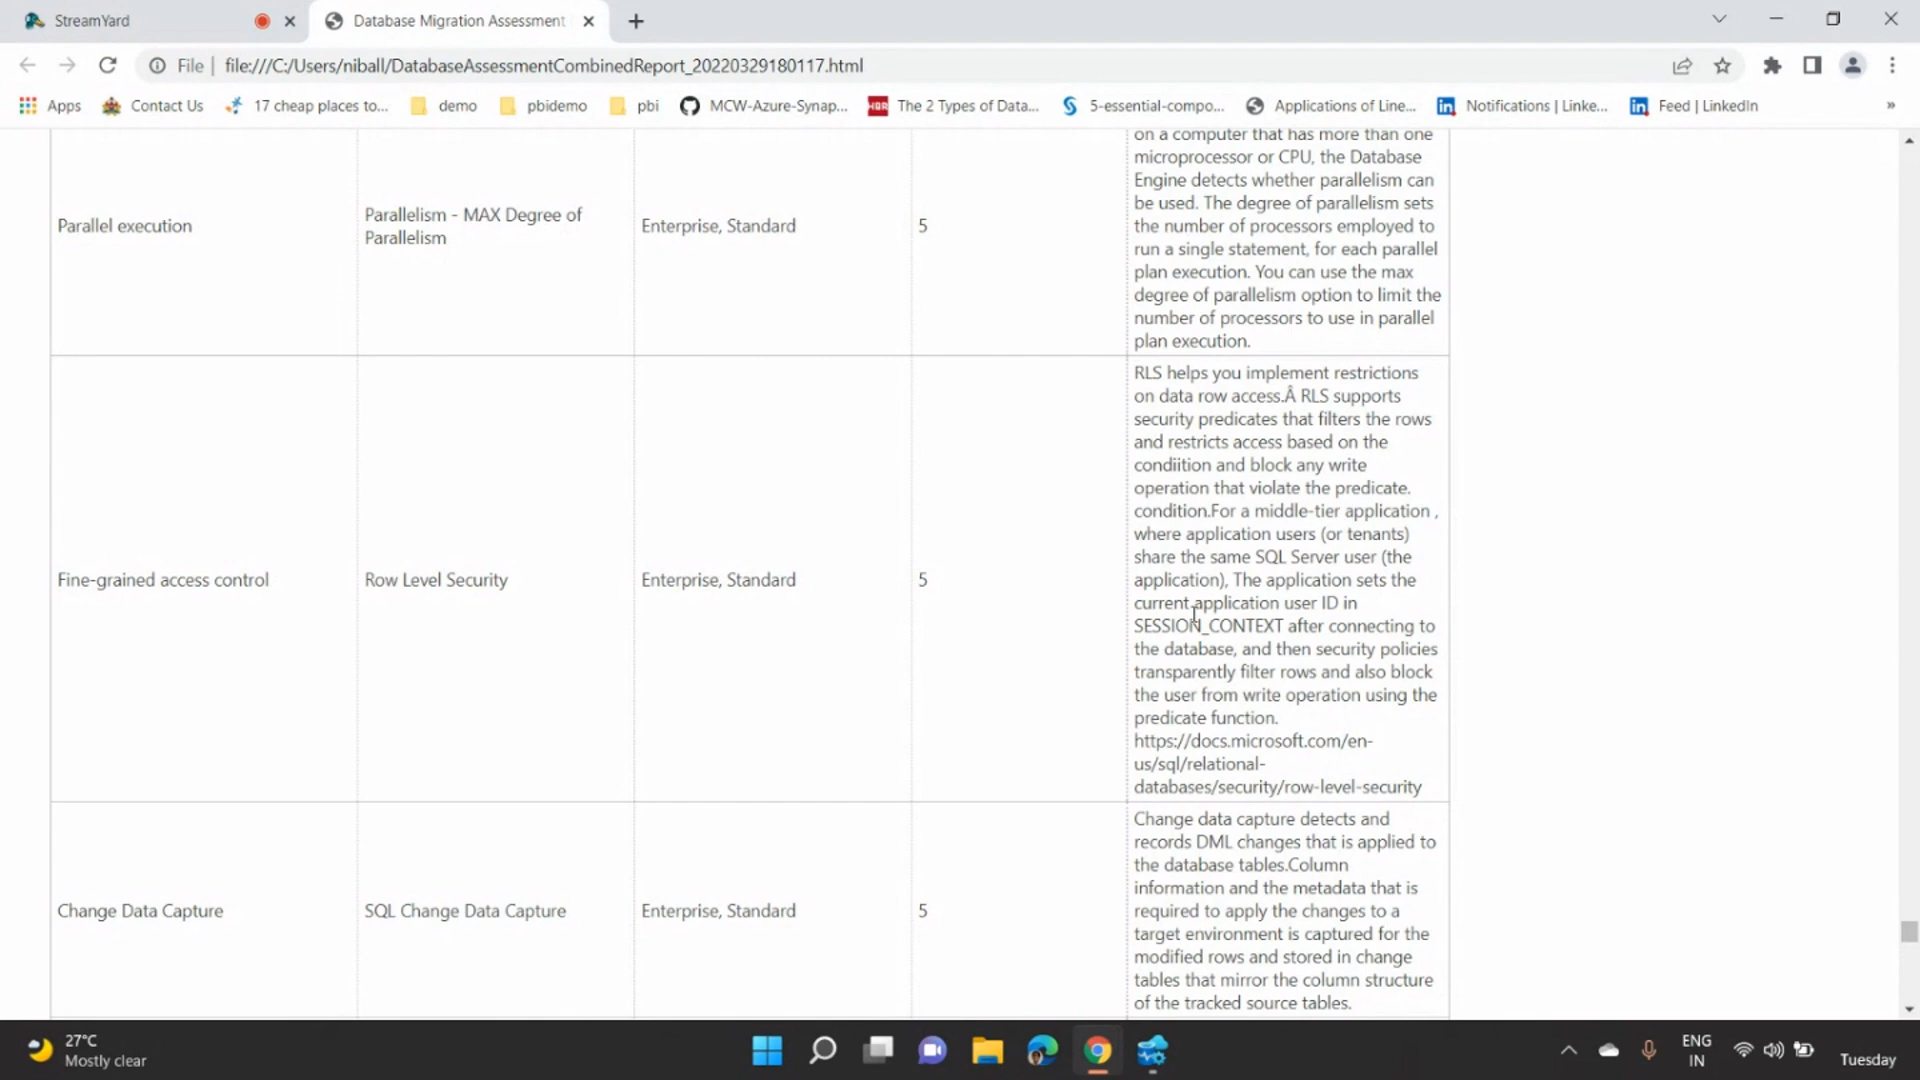 StreamYard
Database Migration Assessment
File
file:///C:/Users/niball/DatabaseAssessmentCombinedReport_20220329180117.html
Apps
Contact Us
17 cheap places to...
demo
pbidemo
pbi
MCW-Azure-Synap...
HBR
The 2 Types of Data...
5-essential-compo...
Applications of Line...
Notifications | Linke...
Feed | LinkedIn
»
Parallel execution
Parallelism - MAX Degree of
Parallelism
Enterprise, Standard
5
on a computer that has more than one
microprocessor or CPU, the Database
Engine detects whether parallelism can
be used. The degree of parallelism sets
the number of processors employed to
run a single statement, for each parallel
plan execution. You can use the max
degree of parallelism option to limit the
number of processors to use in parallel
plan execution.
Fine-grained access control
Row Level Security
Enterprise, Standard
5
RLS helps you implement restrictions
on data row access.Â RLS supports
security predicates that filters the rows
and restricts access based on the
condiition and block any write
operation that violate the predicate.
condition.For a middle-tier application ,
where application users (or tenants)
share the same SQL Server user (the
application), The application sets the
current application user ID in
SESSION_CONTEXT after connecting to
the database, and then security policies
transparently filter rows and also block
the user from write operation using the
predicate function.
https://docs.microsoft.com/en-
us/sql/relational-
databases/security/row-level-security
Change Data Capture
SQL Change Data Capture
Enterprise, Standard
5
Change data capture detects and
records DML changes that is applied to
the database tables.Column
information and the metadata that is
required to apply the changes to a
target environment is captured for the
modified rows and stored in change
tables that mirror the column structure
of the tracked source tables.
27°C
Mostly clear
ENG
IN
Tuesday